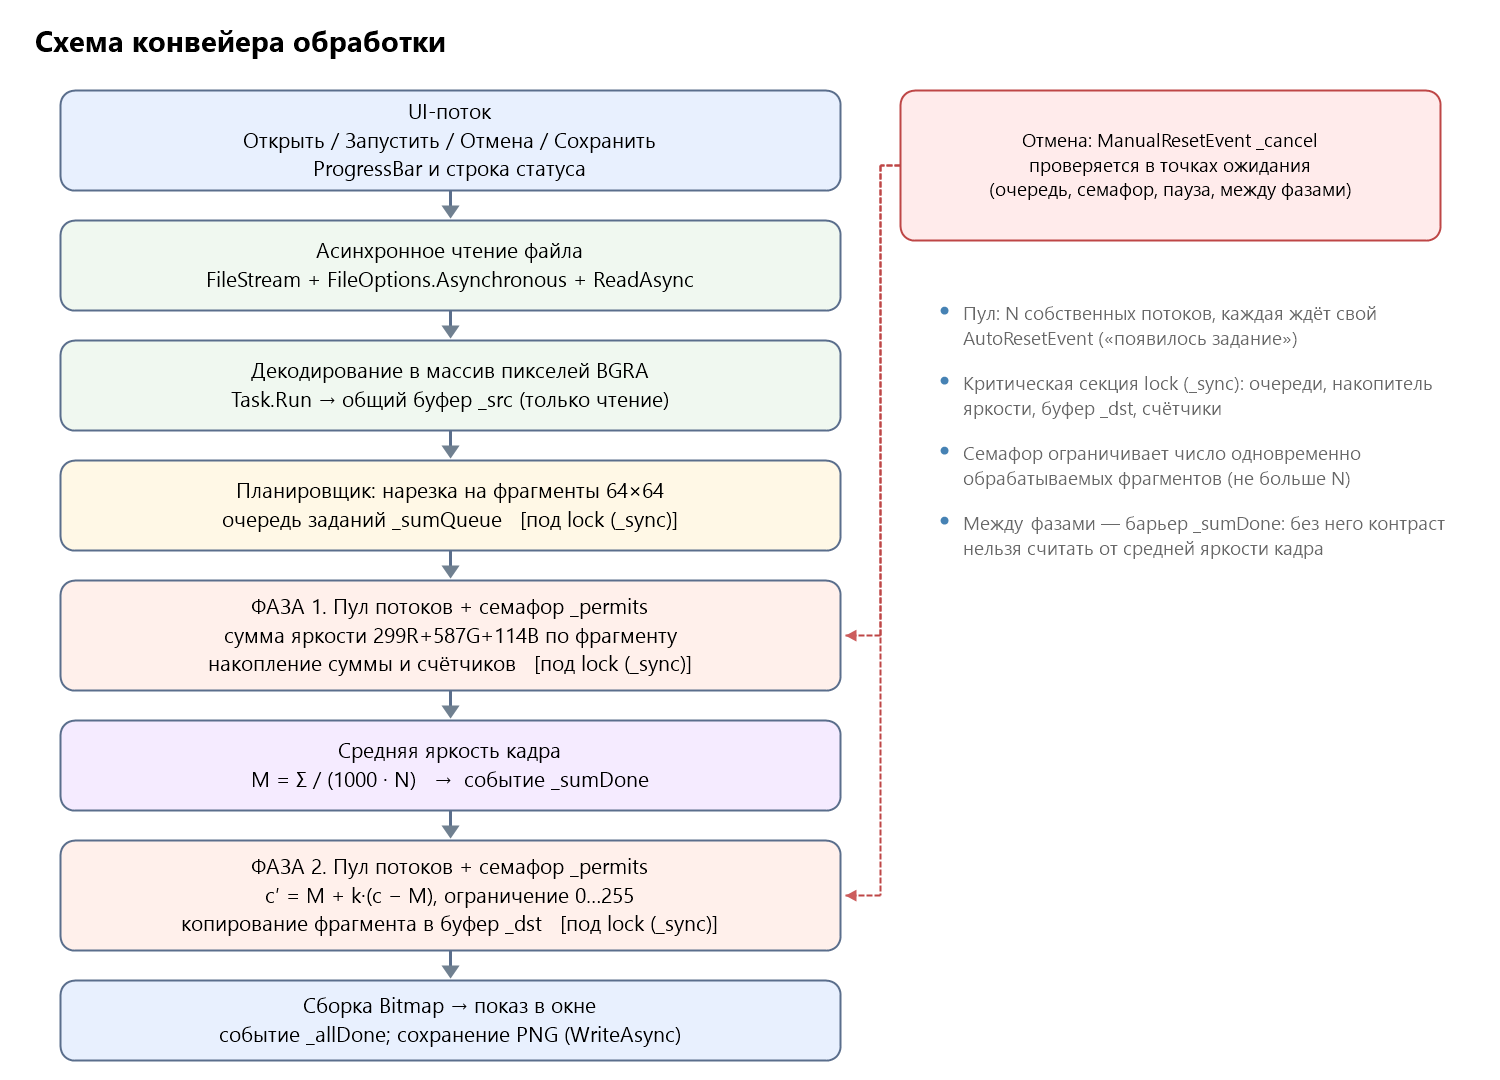 Схема конвейера обработки
UI-поток
Открыть / Запустить / Отмена / Сохранить
ProgressBar и строка статуса
Асинхронное чтение файла
FileStream + FileOptions.Asynchronous + ReadAsync
Декодирование в массив пикселей BGRA
Task.Run → общий буфер _src (только чтение)
Планировщик: нарезка на фрагменты 64×64
очередь заданий _sumQueue [под lock (_sync)]
ФАЗА 1. Пул потоков + семафор _permits
сумма яркости 299R+587G+114B по фрагменту
накопление суммы и счётчиков [под lock (_sync)]
Средняя яркость кадра
M = Σ / (1000 · N) → событие _sumDone
ФАЗА 2. Пул потоков + семафор _permits
c′ = M + k·(c − M), ограничение 0…255
копирование фрагмента в буфер _dst [под lock (_sync)]
Сборка Bitmap → показ в окне
событие _allDone; сохранение PNG (WriteAsync)
Отмена: ManualResetEvent _cancel
проверяется в точках ожидания
(очередь, семафор, пауза, между фазами)
Пул: N собственных потоков, каждая ждёт свой
AutoResetEvent («появилось задание»)
Критическая секция lock (_sync): очереди, накопитель
яркости, буфер _dst, счётчики
Семафор ограничивает число одновременно
обрабатываемых фрагментов (не больше N)
Между фазами — барьер _sumDone: без него контраст
нельзя считать от средней яркости кадра